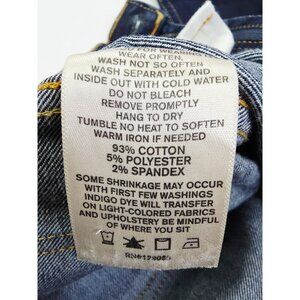 FOR WEARING US.
WEAR OFTEN,
WASH NOT SO OFTEN
WASH SEPARATELY AND
INSIDE OUT WITH COLD WATER
DO NOT BLEACH
REMOVE PROMPTLY
HANG TO DRY
TUMBLE NO HEAT TO SOFTEN
WARM IRON IF NEEDED
93% COTTON
5% POLYESTER
2% SPANDEX
SOME SHRINKAGE MAY OCCUR
WITH FIRST FEW WASHINGS
INDIGO DYE WILL TRANSFER
ON LIGHT-COLORED FABRICS
AND UPHOLSTERY BE MINDFUL
OF WHERE YOU SIT